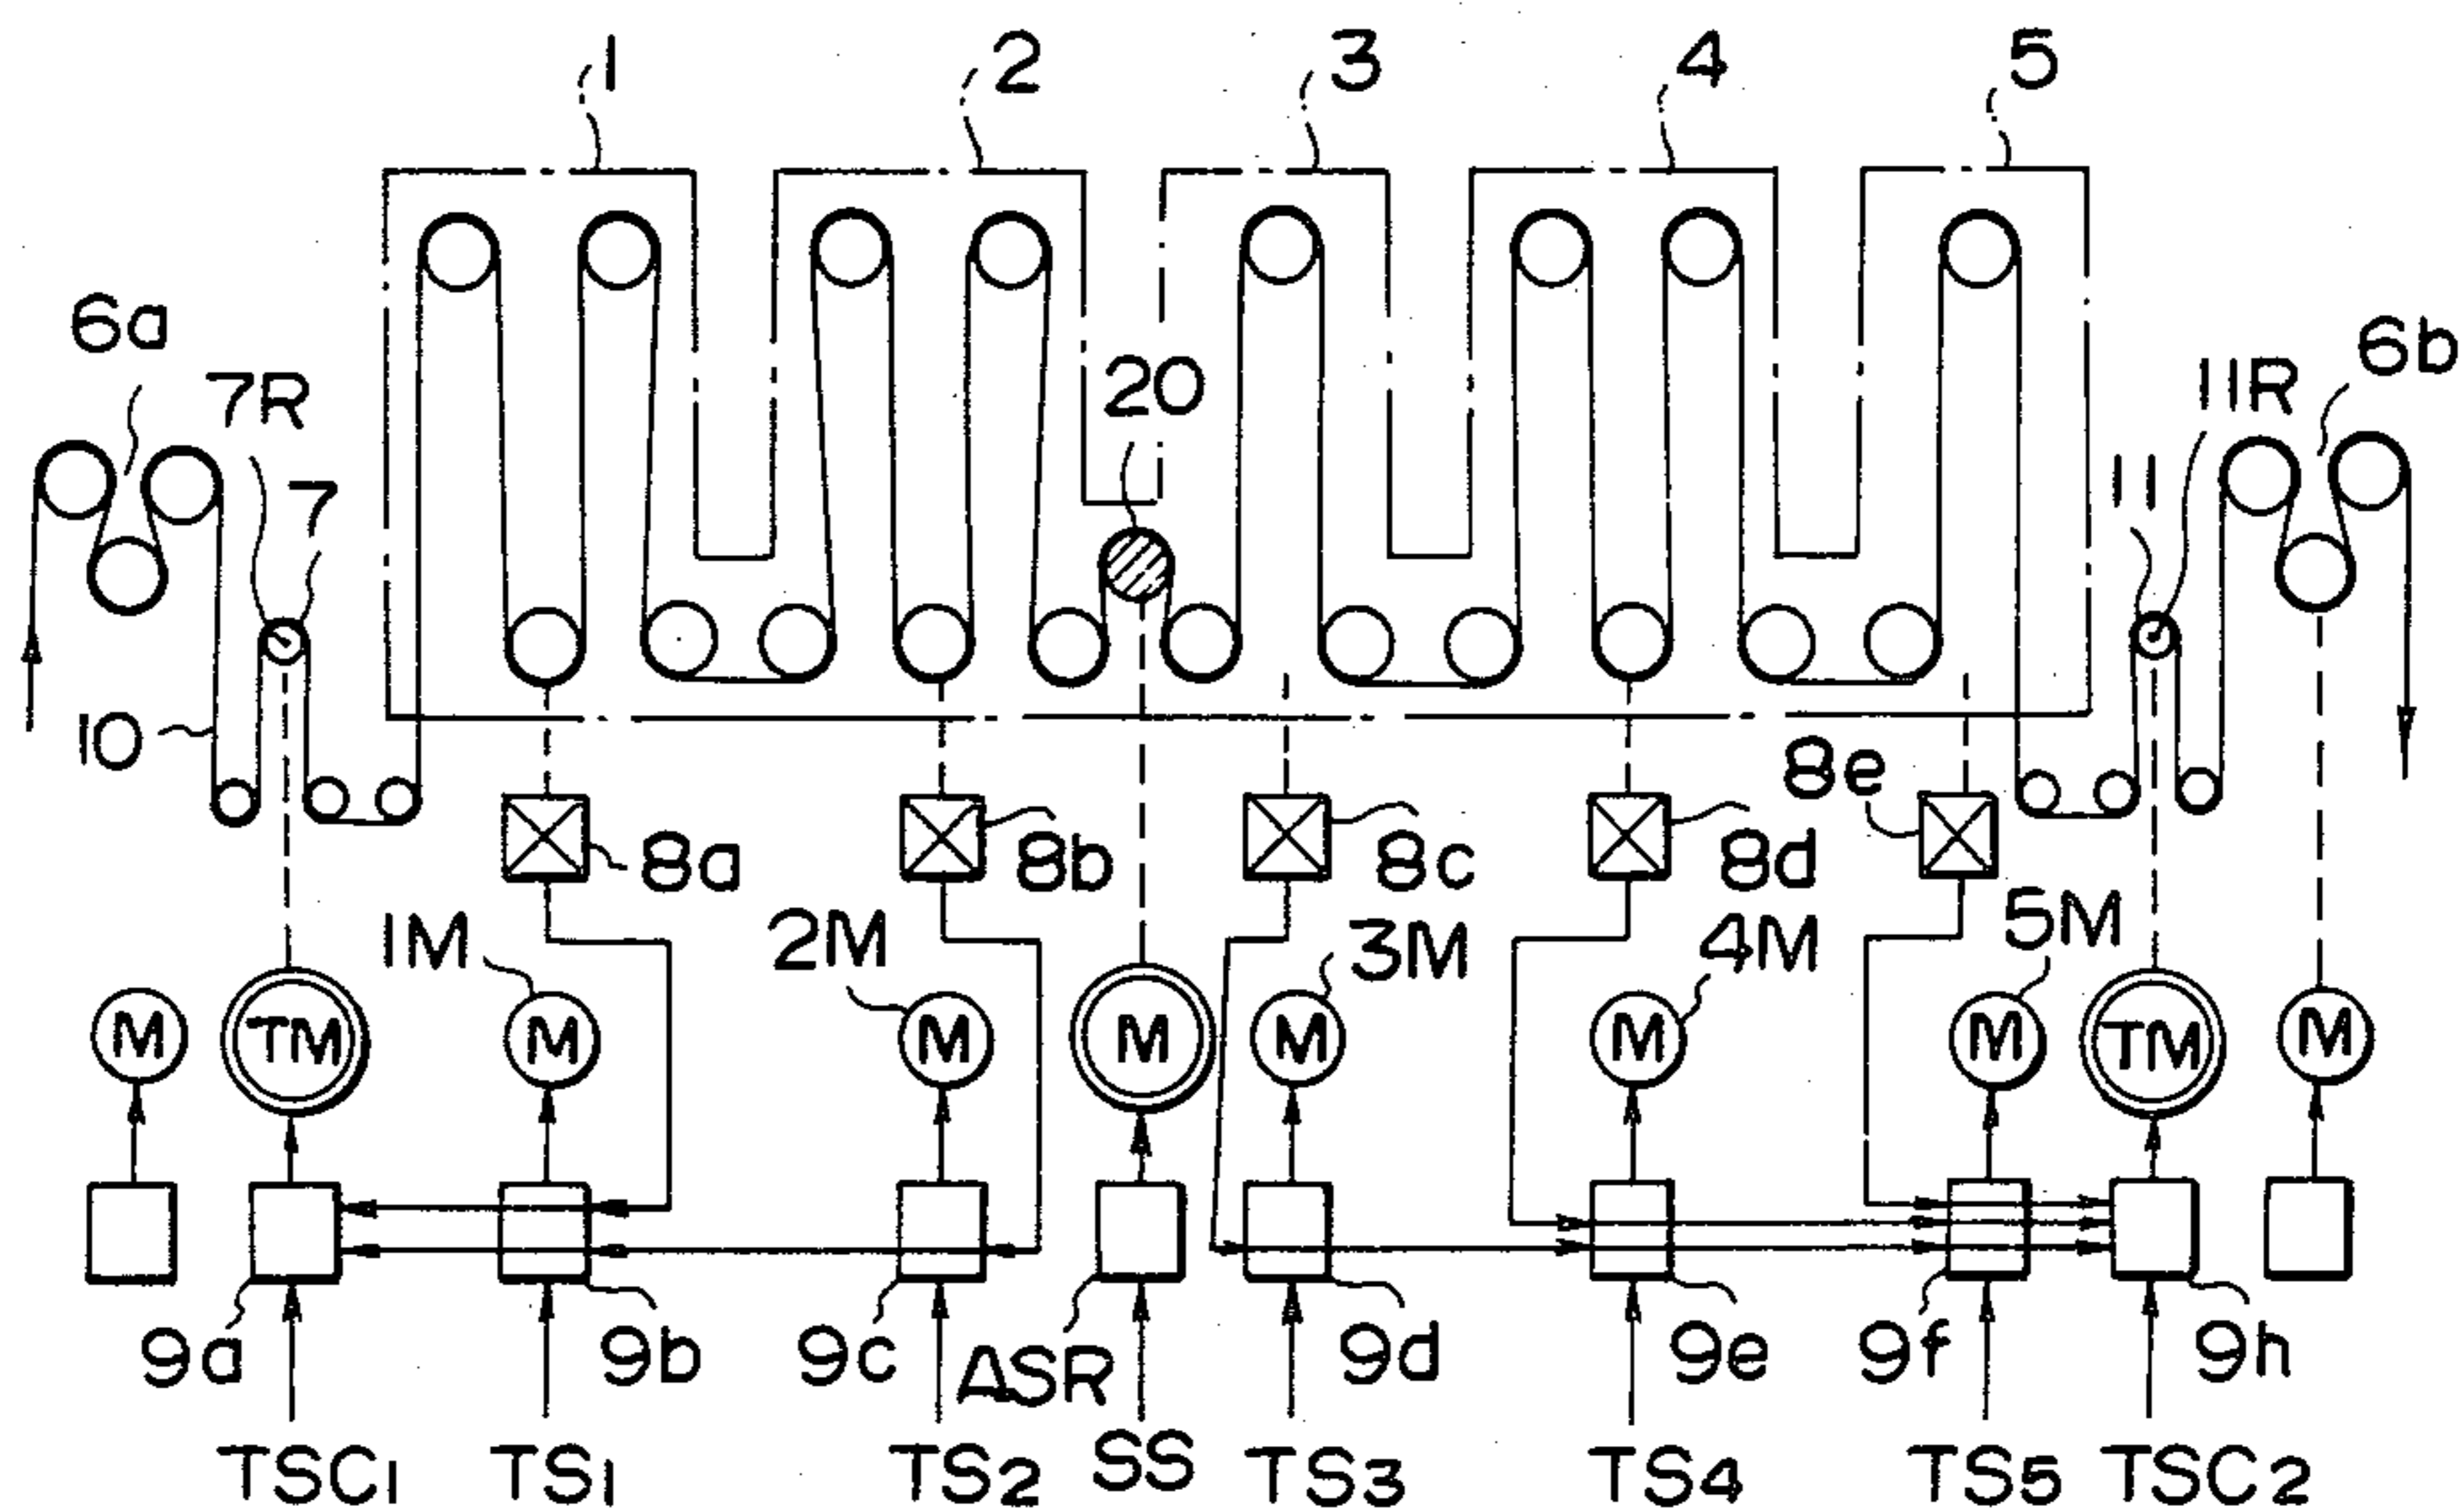 1 2 3 4 5
6a 7R 7 20 11 11R 6b
10
8a 8b 8c 8d 8e
1M 2M 3M 4M 5M
M TM M M M M M M TM M
9a 9b 9c ASR 9d 9e 9f 9h
TSC1 TS1 TS2 SS TS3 TS4 TS5 TSC2